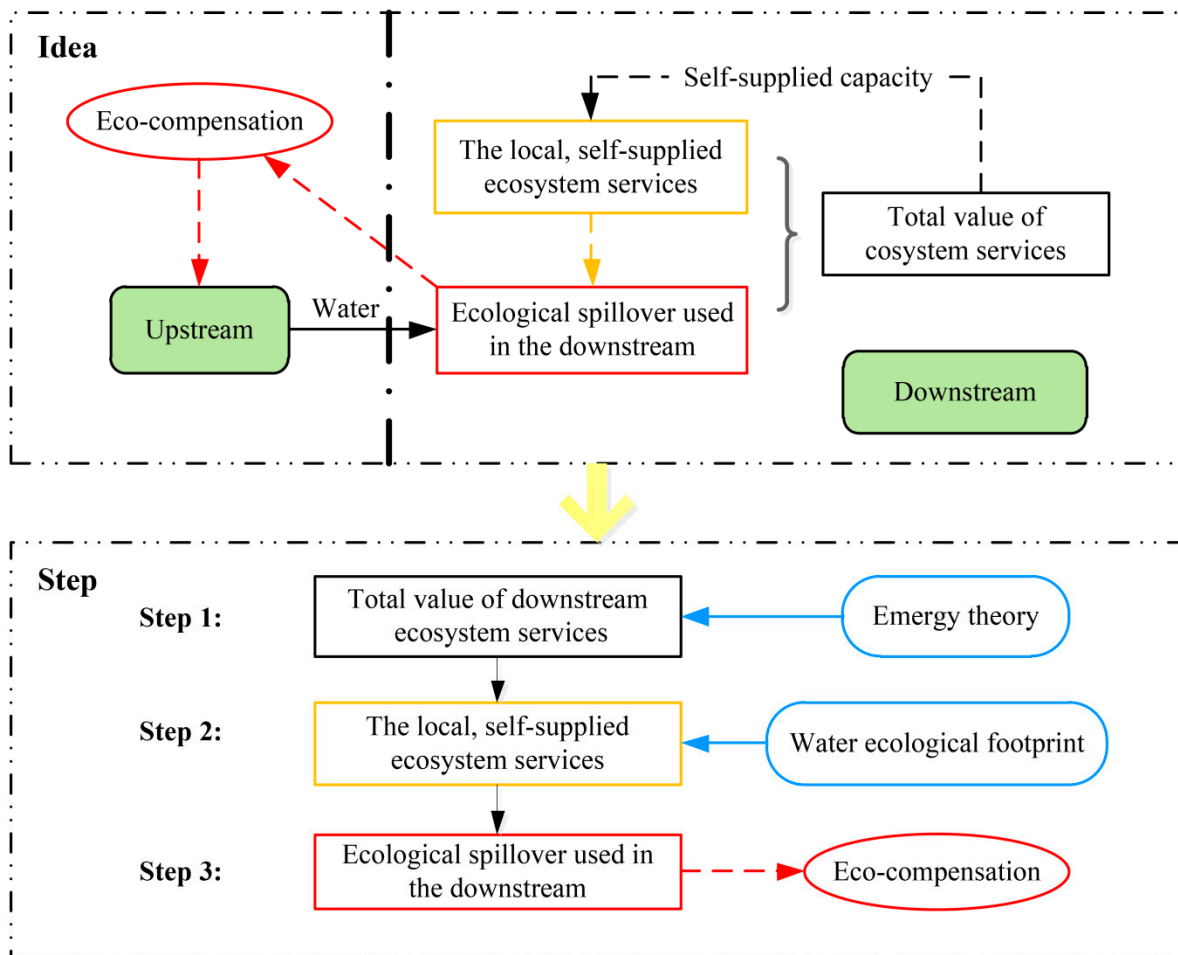 Idea
Self-supplied capacity
Eco-compensation
The local, self-supplied
ecosystem services
Total value of
cosystem services
Water
Upstream
Ecological spillover used
in the downstream
Downstream
Step
Step 1:
Total value of downstream
ecosystem services
Emergy theory
Step 2:
The local, self-supplied
ecosystem services
Water ecological footprint
Step 3:
Ecological spillover used in
the downstream
Eco-compensation